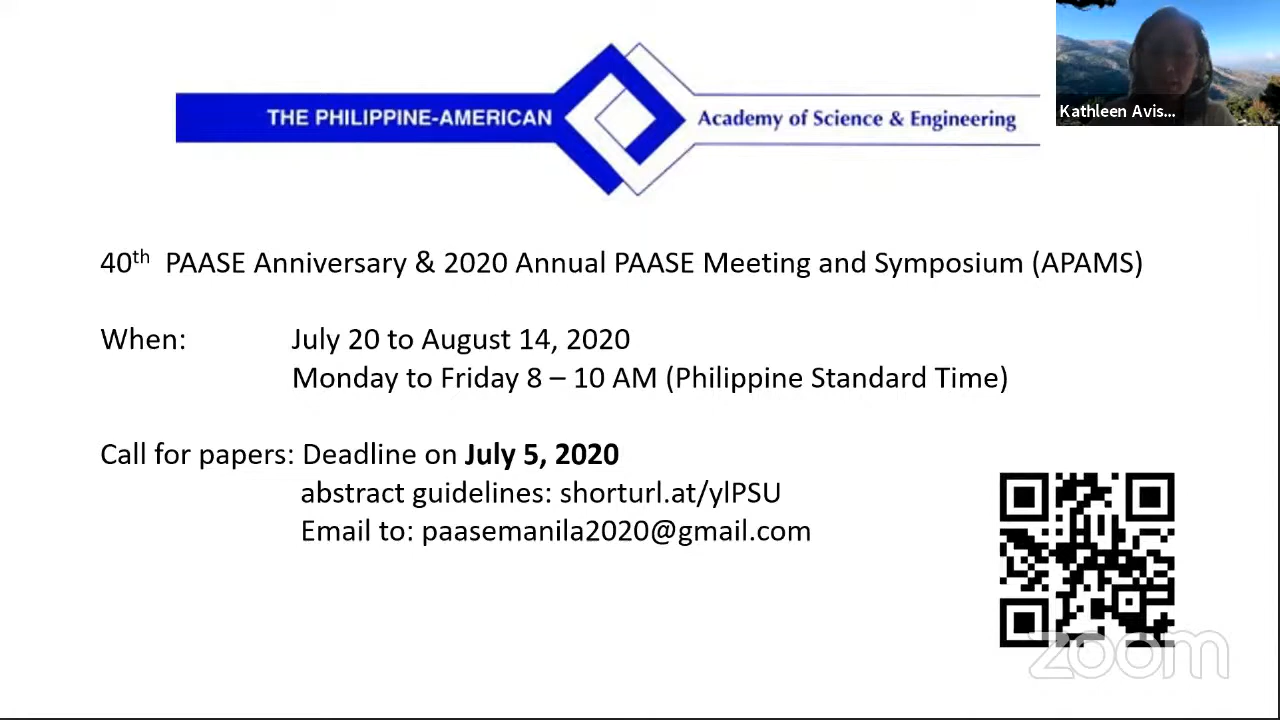 THE PHILIPPINE-AMERICAN Academy of Science & Engineering
Kathleen Avis...
40th PAASE Anniversary & 2020 Annual PAASE Meeting and Symposium (APAMS)
When: July 20 to August 14, 2020
Monday to Friday 8 – 10 AM (Philippine Standard Time)
Call for papers: Deadline on July 5, 2020
abstract guidelines: shorturl.at/ylPSU
Email to: paasemanila2020@gmail.com
zoom